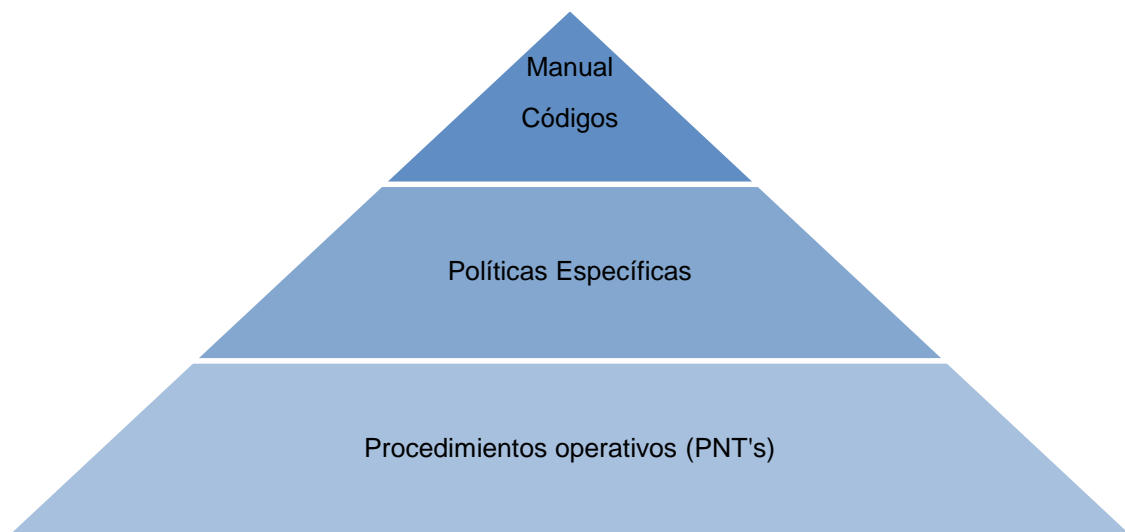 Manual
Códigos
Políticas Específicas
Procedimientos operativos (PNT's)